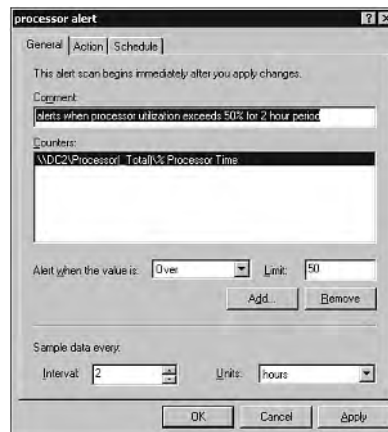 processor alert
General Action Schedule
This alert scan begins immediately after you apply changes.
Comment:
alerts when processor utilization exceeds 50% for 2 hour period
Counters:
\\DC2\Processor(_Total)\% Processor Time
Alert when the value is: Over Limit: 50
Add... Remove
Sample data every:
Interval: 2 Units: hours
OK Cancel Apply